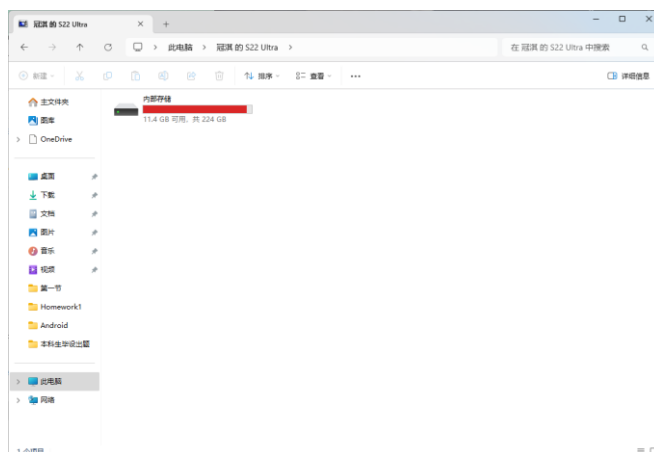 冠淇 的 S22 Ultra
此电脑 > 冠淇 的 S22 Ultra >
在 冠淇 的 S22 Ultra 中搜索
新建
排序
查看
详细信息
主文件夹
图库
OneDrive
桌面
下载
文档
图片
音乐
视频
第一节
Homework1
Android
本科生毕设出题
此电脑
网络
内部存储
11.4 GB 可用，共 224 GB
1 个项目